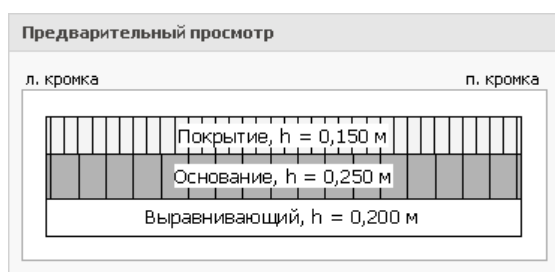 Предварительный просмотр
л. кромка п. кромка
Покрытие, h = 0,150 м
Основание, h = 0,250 м
Выравнивающий, h = 0,200 м